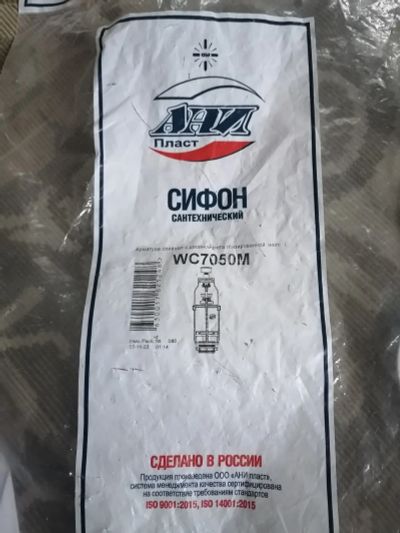 АНИ
Пласт
СИФОН
САНТЕХНИЧЕСКИЙ
WC7050M
СДЕЛАНО В РОССИИ
Продукция произведена ООО «АНИ пласт»,
система менеджмента качества сертифицирована
на соответствие требованиям стандартов
ISO 9001:2015, ISO 14001:2015